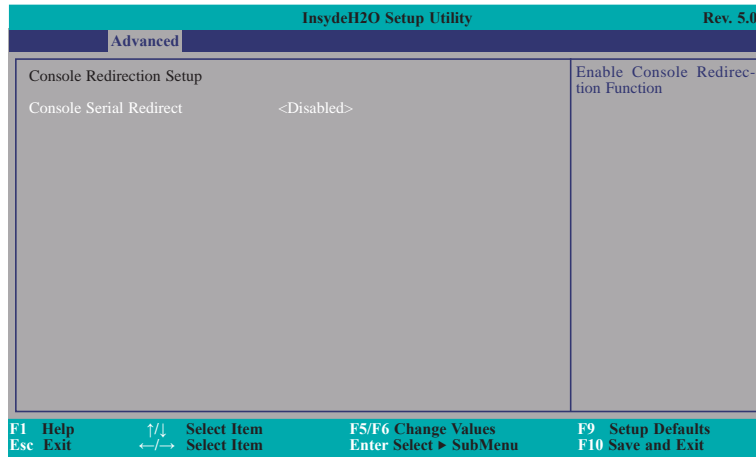 InsydeH2O Setup Utility Rev. 5.0
Advanced
Console Redirection Setup
Console Serial Redirect <Disabled>
Enable Console Redirec-
tion Function
F1 Help ↑/↓ Select Item F5/F6 Change Values F9 Setup Defaults
Esc Exit ←/→ Select Item Enter Select ▶ SubMenu F10 Save and Exit